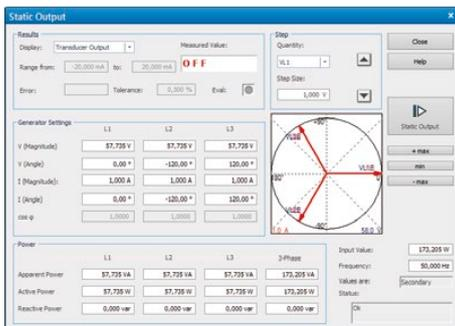 Static Output
Results
Display: Transducer Output Measured Value:
Range from: -20,000 mA to: 20,000 mA OFF
Error: Tolerance: 0,300 % Eval:
Step
Quantity:
VL1
Step Size:
1,000 V
Close
Help
Static Output
+ max
min
- max
Generator Settings
L1 L2 L3
V (Magnitude) 57,735 V 57,735 V 57,735 V
V (Angle) 0,00 ° -120,00 ° 120,00 °
I (Magnitude): 1,000 A 1,000 A 1,000 A
I (Angle) 0,00 ° -120,00 ° 120,00 °
cos φ 1,0000 1,0000 1,0000
+90°
180°
-90°
58.0 V
Power
L1 L2 L3 3-Phase
Apparent Power 57,735 VA 57,735 VA 57,735 VA 173,205 VA
Active Power 57,735 W 57,735 W 57,735 W 173,205 W
Reactive Power 0,000 var 0,000 var 0,000 var 0,000 var
Input Value: 173,205 W
Frequency: 50,000 Hz
Values are: Secondary
Status:
Ok